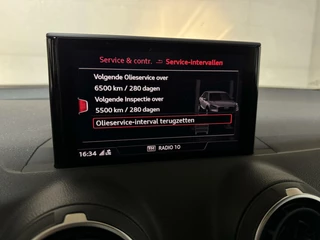 Service & contr. Service-intervallen
Volgende Olieservice over
6500 km / 280 dagen
Volgende Inspectie over
5500 km / 280 dagen
Olieservice-interval terugzetten
16:34 RADIO 10